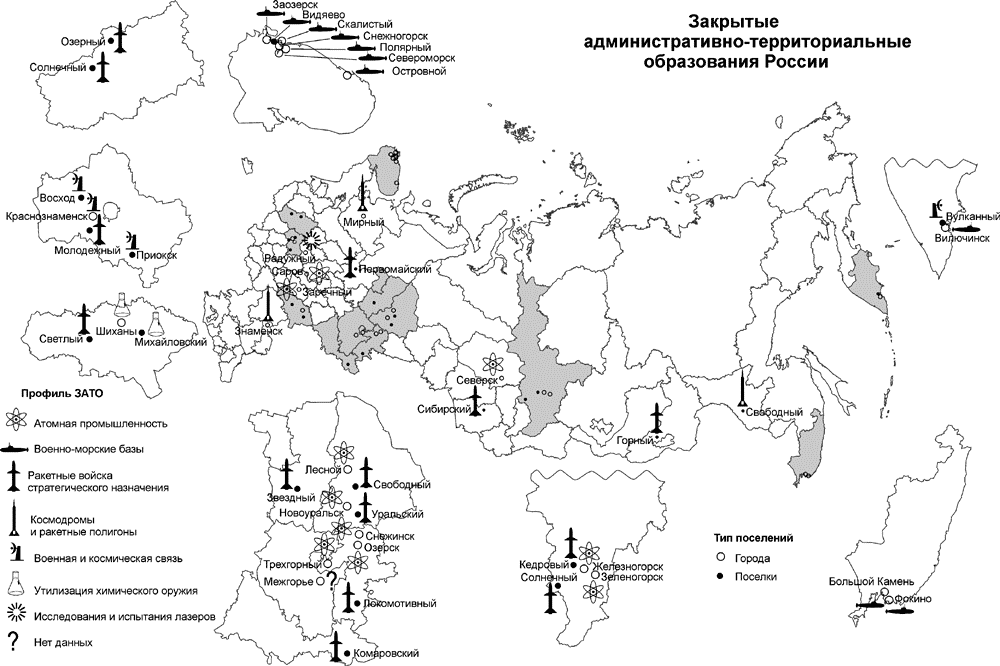 Закрытые
административно-территориальные
образования России
Озерный
Солнечный
Заозерск
Видяево
Скалистый
Снежногорск
Полярный
Североморск
Островной
Восход
Краснознаменск
Молодежный
Приокск
Шиханы
Светлый
Михайловский
Мирный
Радужный
Первомайский
Саров
Заречный
Знаменск
Северск
Сибирский
Горный
Свободный
Вулканный
Вилючинск
Профиль ЗАТО
Атомная промышленность
Военно-морские базы
Ракетные войска
стратегического назначения
Космодромы
и ракетные полигоны
Военная и космическая связь
Утилизация химического оружия
Исследования и испытания лазеров
? Нет данных
Лесной
Звездный
Свободный
Новоуральск
Уральский
Снежинск
Озерск
Трехгорный
Межгорье ?
Локомотивный
Комаровский
Кедровый
Железногорск
Солнечный
Зеленогорск
Тип поселений
Города
Поселки
Большой Камень
Фокино